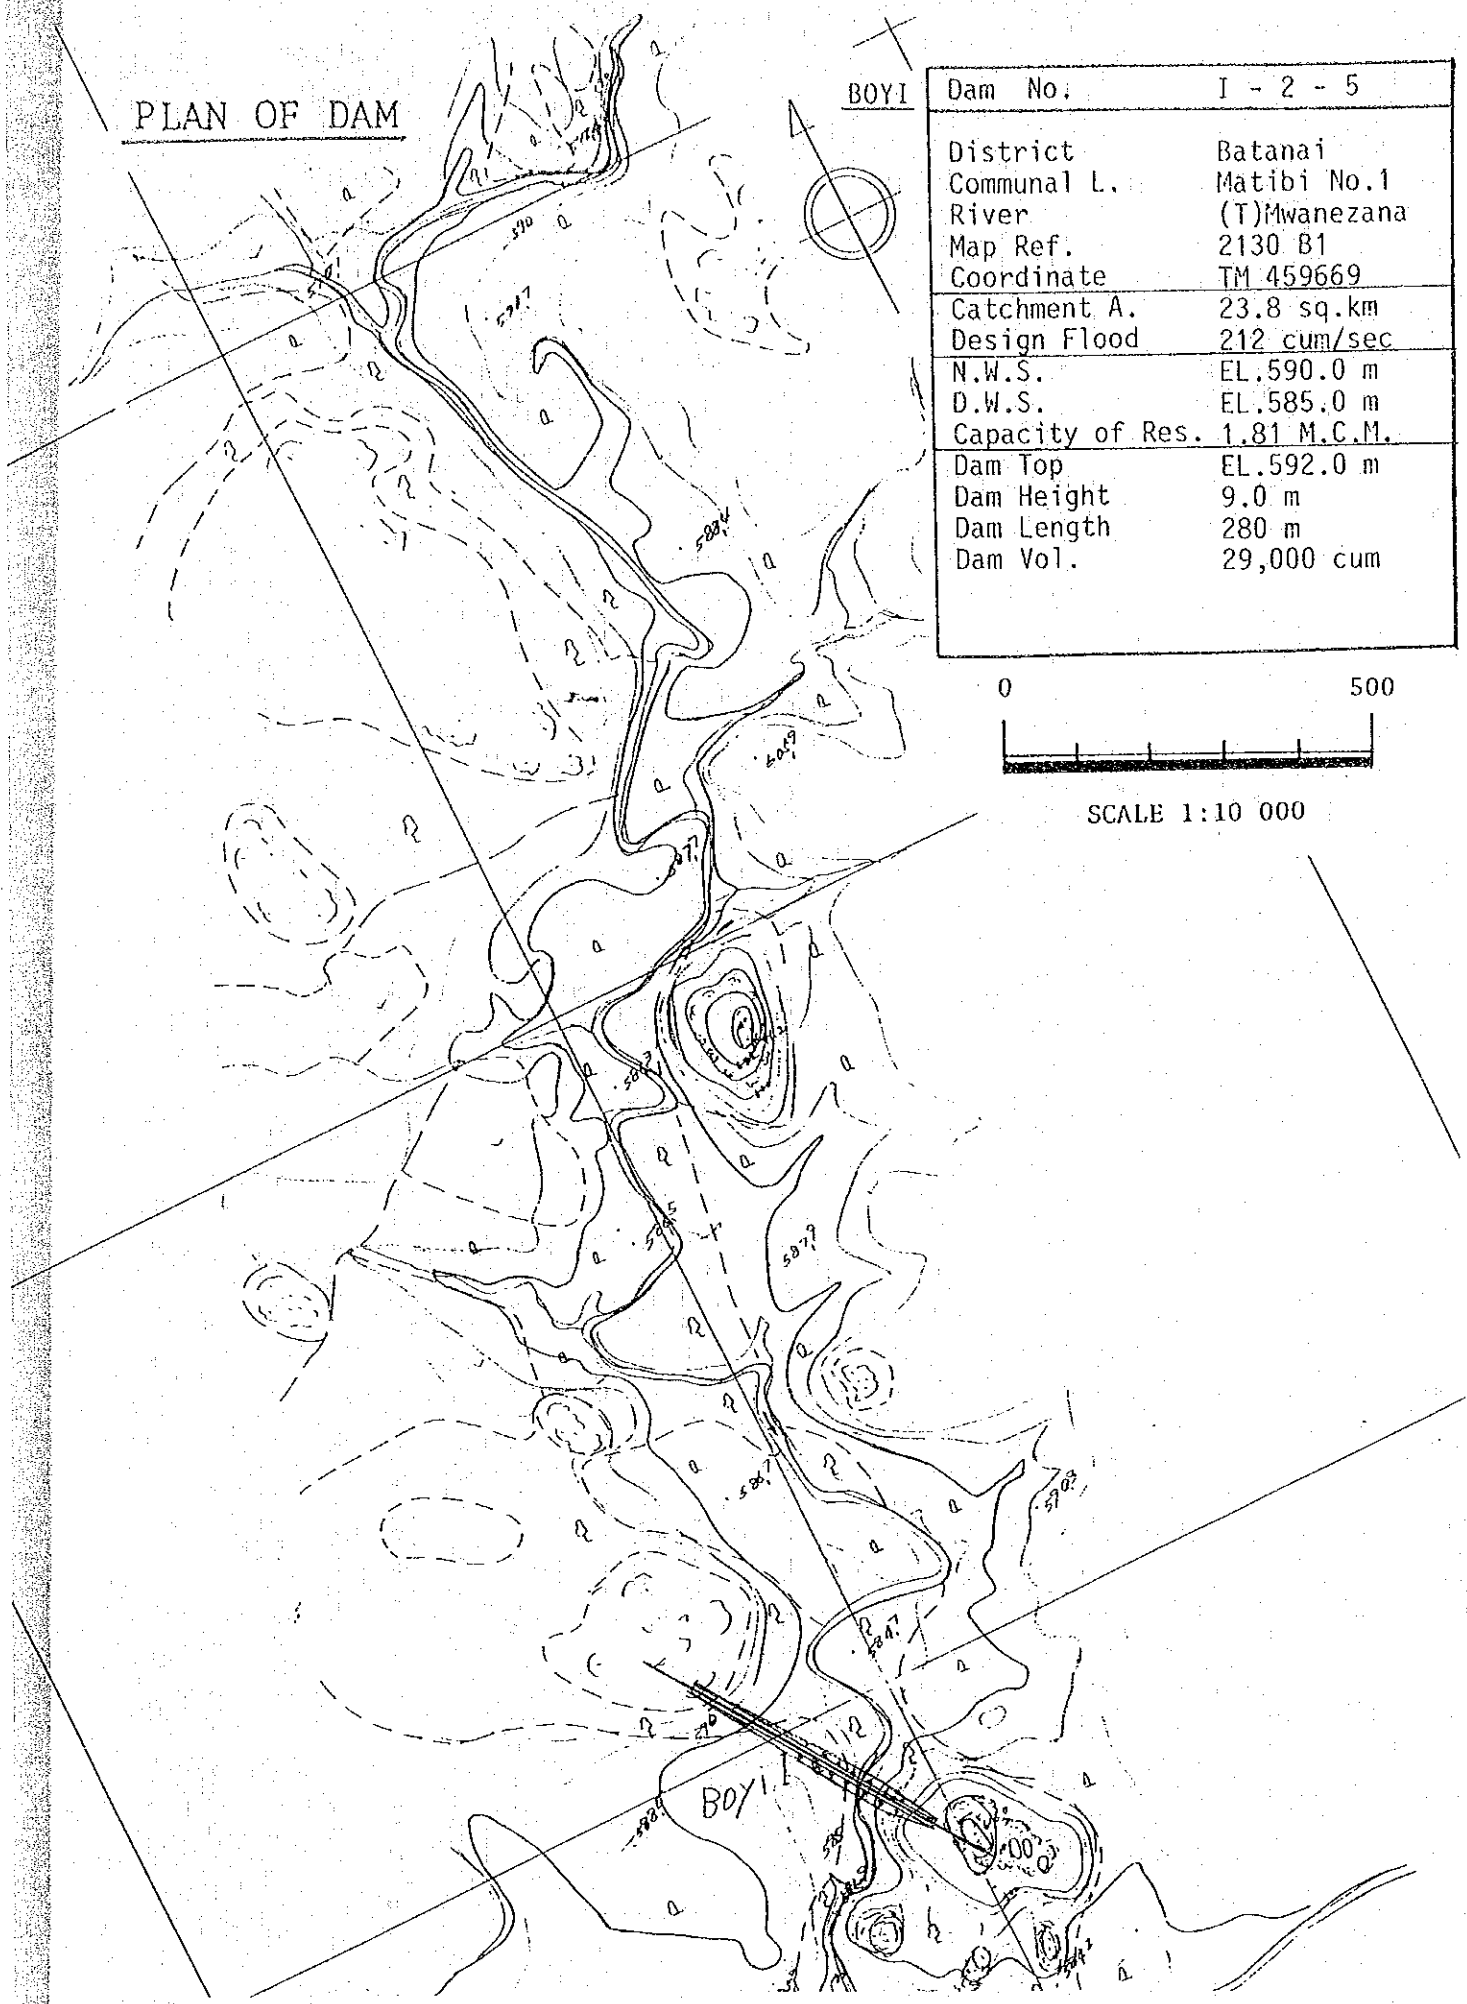 PLAN OF DAM
BOYI
Dam No. I - 2 - 5
District Batanai
Communal L. Matibi No.1
River (T)Mwanezana
Map Ref. 2130 B1
Coordinate TM 459669
Catchment A. 23.8 sq.km
Design Flood 212 cum/sec
N.W.S. EL.590.0 m
D.W.S. EL.585.0 m
Capacity of Res. 1.81 M.C.M.
Dam Top EL.592.0 m
Dam Height 9.0 m
Dam Length 280 m
Dam Vol. 29,000 cum
0 500
SCALE 1:10 000
590
BOYI I